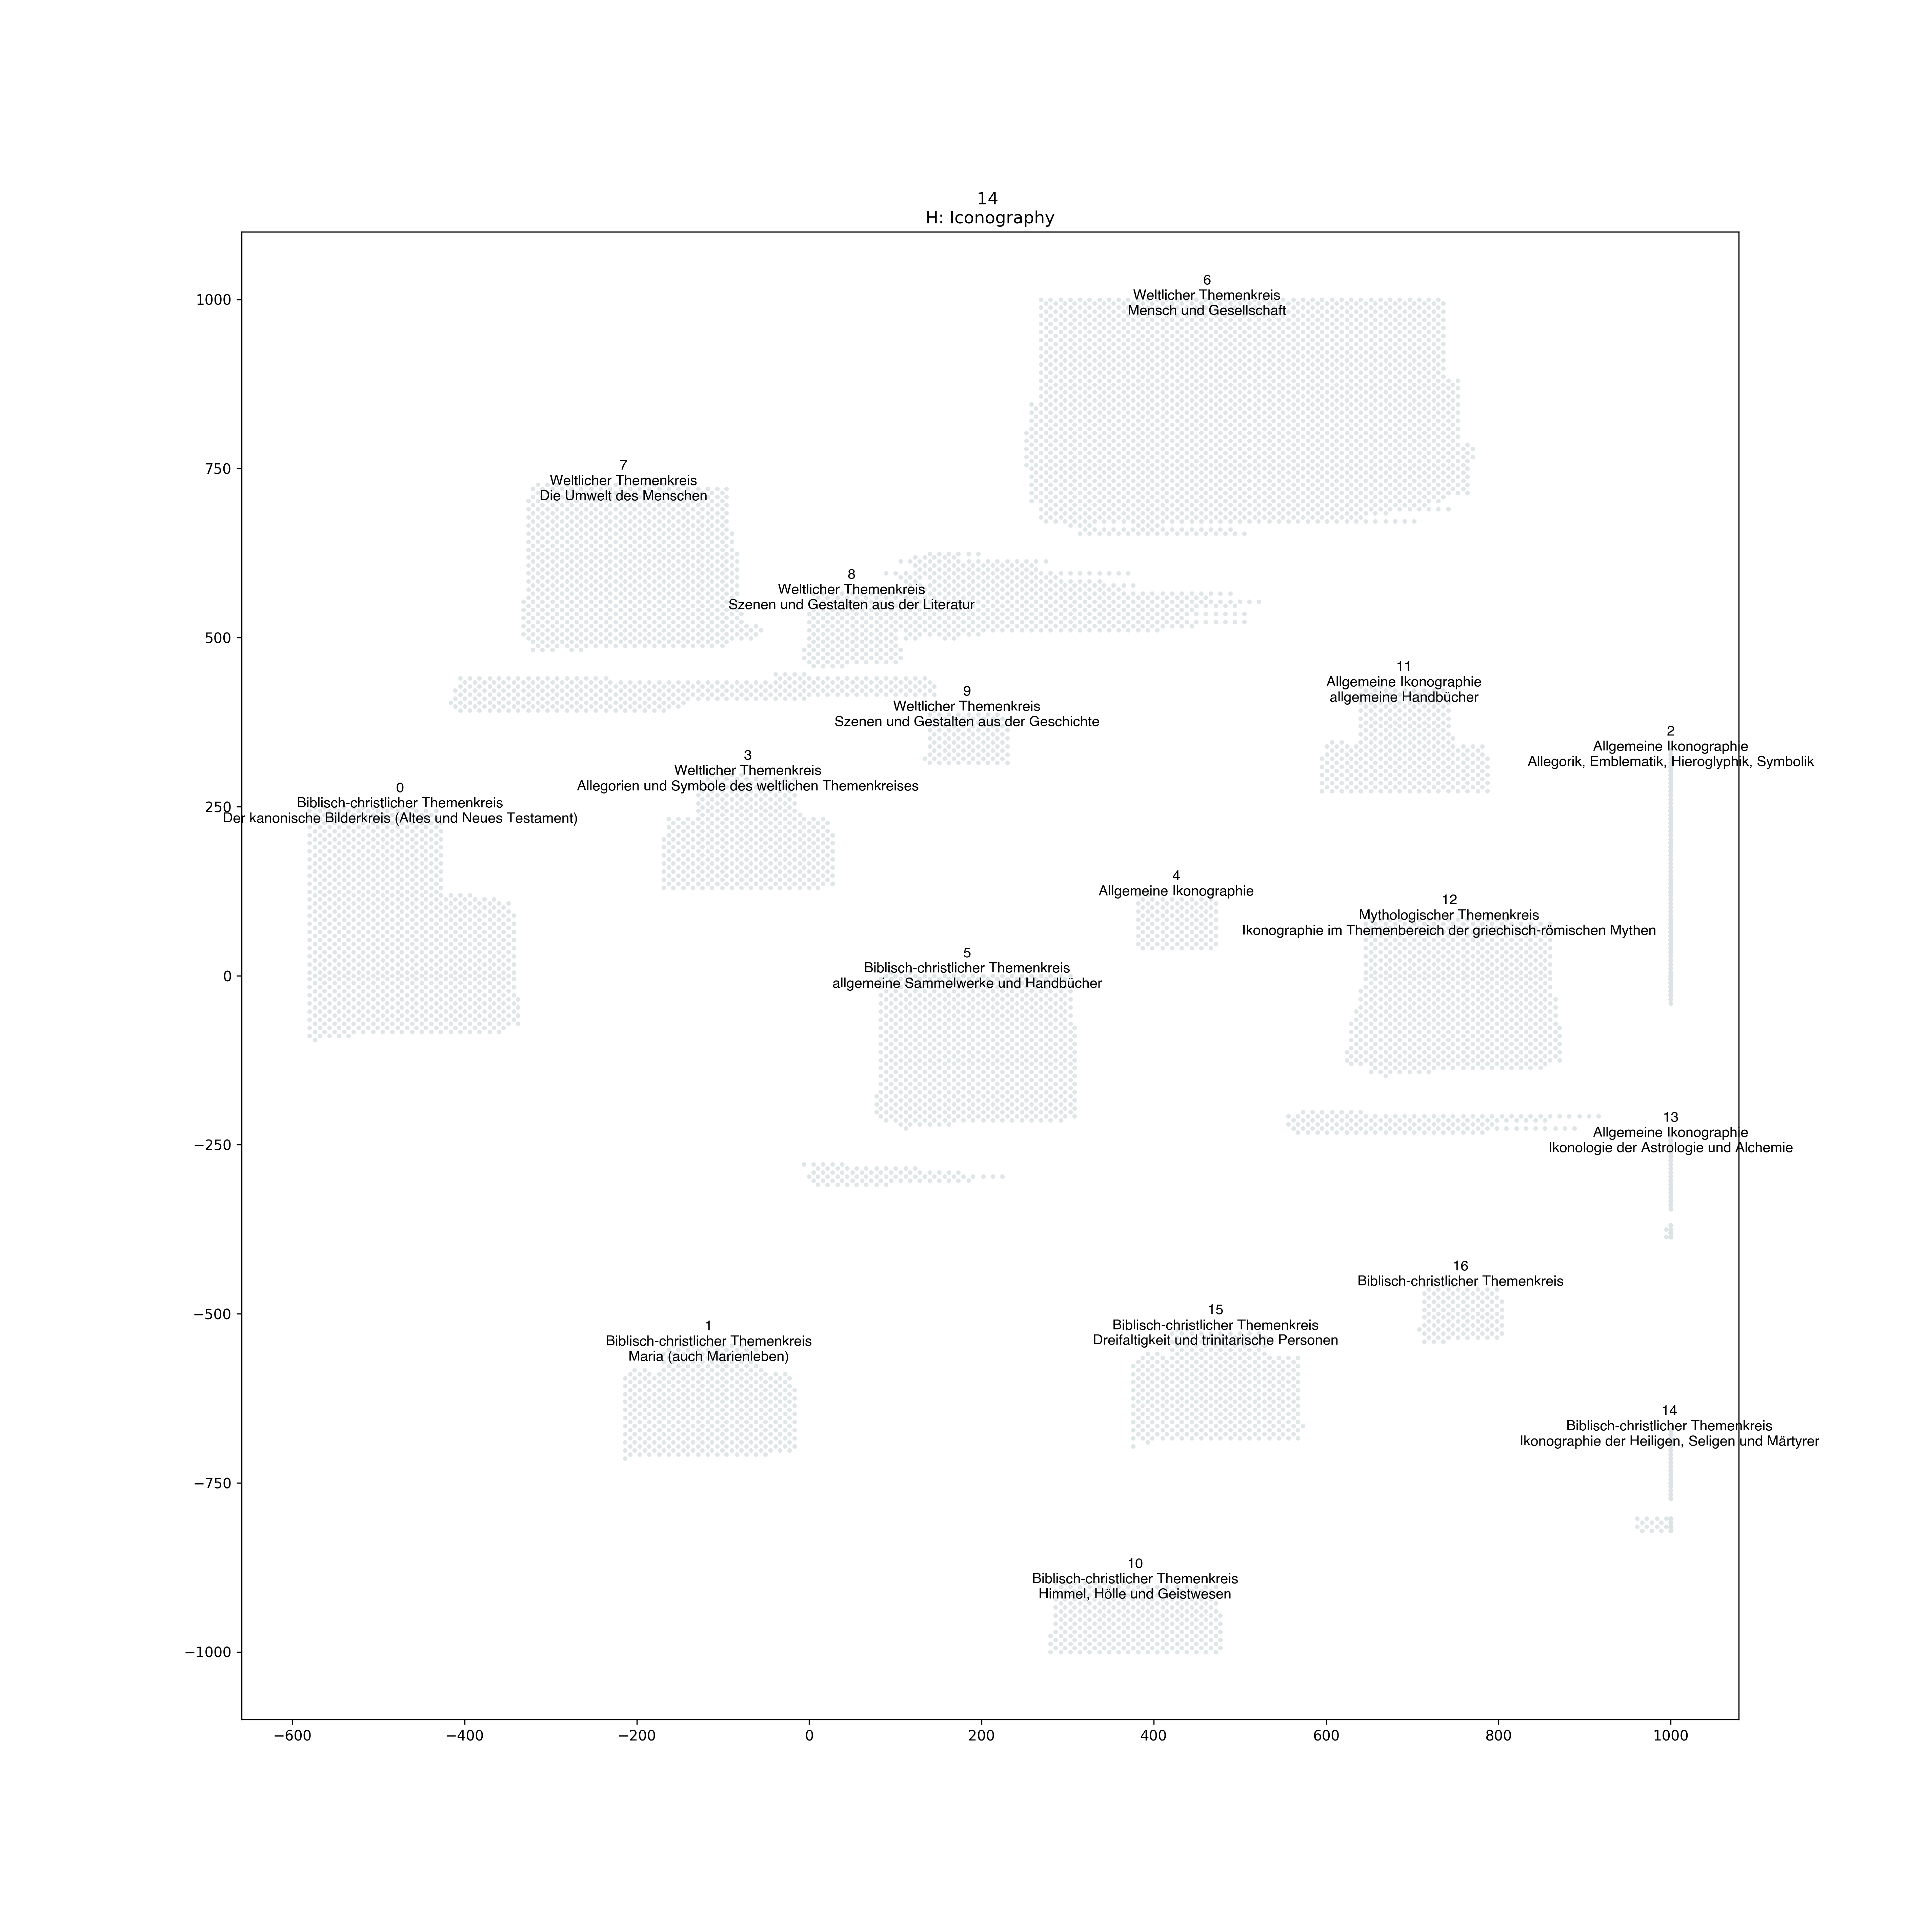 14
H: Iconography
6
Weltlicher Themenkreis
Mensch und Gesellschaft
7
Weltlicher Themenkreis
Die Umwelt des Menschen
8
Weltlicher Themenkreis
Szenen und Gestalten aus der Literatur
11
Allgemeine Ikonographie
allgemeine Handbücher
9
Weltlicher Themenkreis
Szenen und Gestalten aus der Geschichte
2
Allgemeine Ikonographie
Allegorik, Emblematik, Hieroglyphik, Symbolik
3
Weltlicher Themenkreis
Allegorien und Symbole des weltlichen Themenkreises
0
Biblisch-christlicher Themenkreis
Der kanonische Bilderkreis (Altes und Neues Testament)
4
Allgemeine Ikonographie
12
Mythologischer Themenkreis
Ikonographie im Themenbereich der griechisch-römischen Mythen
5
Biblisch-christlicher Themenkreis
allgemeine Sammelwerke und Handbücher
13
Allgemeine Ikonographie
Ikonologie der Astrologie und Alchemie
16
Biblisch-christlicher Themenkreis
15
Biblisch-christlicher Themenkreis
Dreifaltigkeit und trinitarische Personen
1
Biblisch-christlicher Themenkreis
Maria (auch Marienleben)
14
Biblisch-christlicher Themenkreis
Ikonographie der Heiligen, Seligen und Märtyrer
10
Biblisch-christlicher Themenkreis
Himmel, Hölle und Geistwesen
1000
750
500
250
0
−250
−500
−750
−1000
−600 −400 −200 0 200 400 600 800 1000